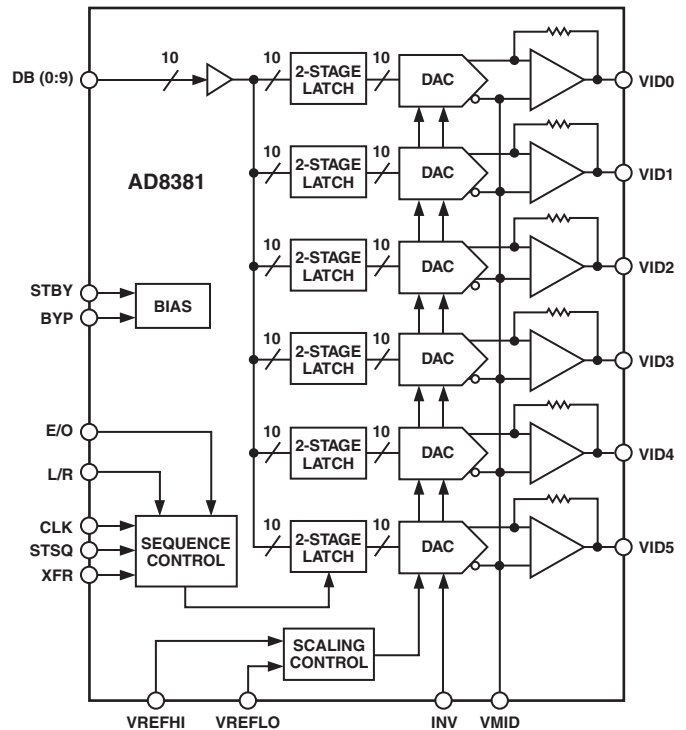 DB (0:9)
10
10
2-STAGE
LATCH
10
DAC
VID0
AD8381
10
2-STAGE
LATCH
10
DAC
VID1
10
2-STAGE
LATCH
10
DAC
VID2
STBY
BYP
BIAS
10
2-STAGE
LATCH
10
DAC
VID3
E/O
L/R
10
2-STAGE
LATCH
10
DAC
VID4
CLK
STSQ
XFR
SEQUENCE
CONTROL
10
2-STAGE
LATCH
10
DAC
VID5
SCALING
CONTROL
VREFHI
VREFLO
INV
VMID